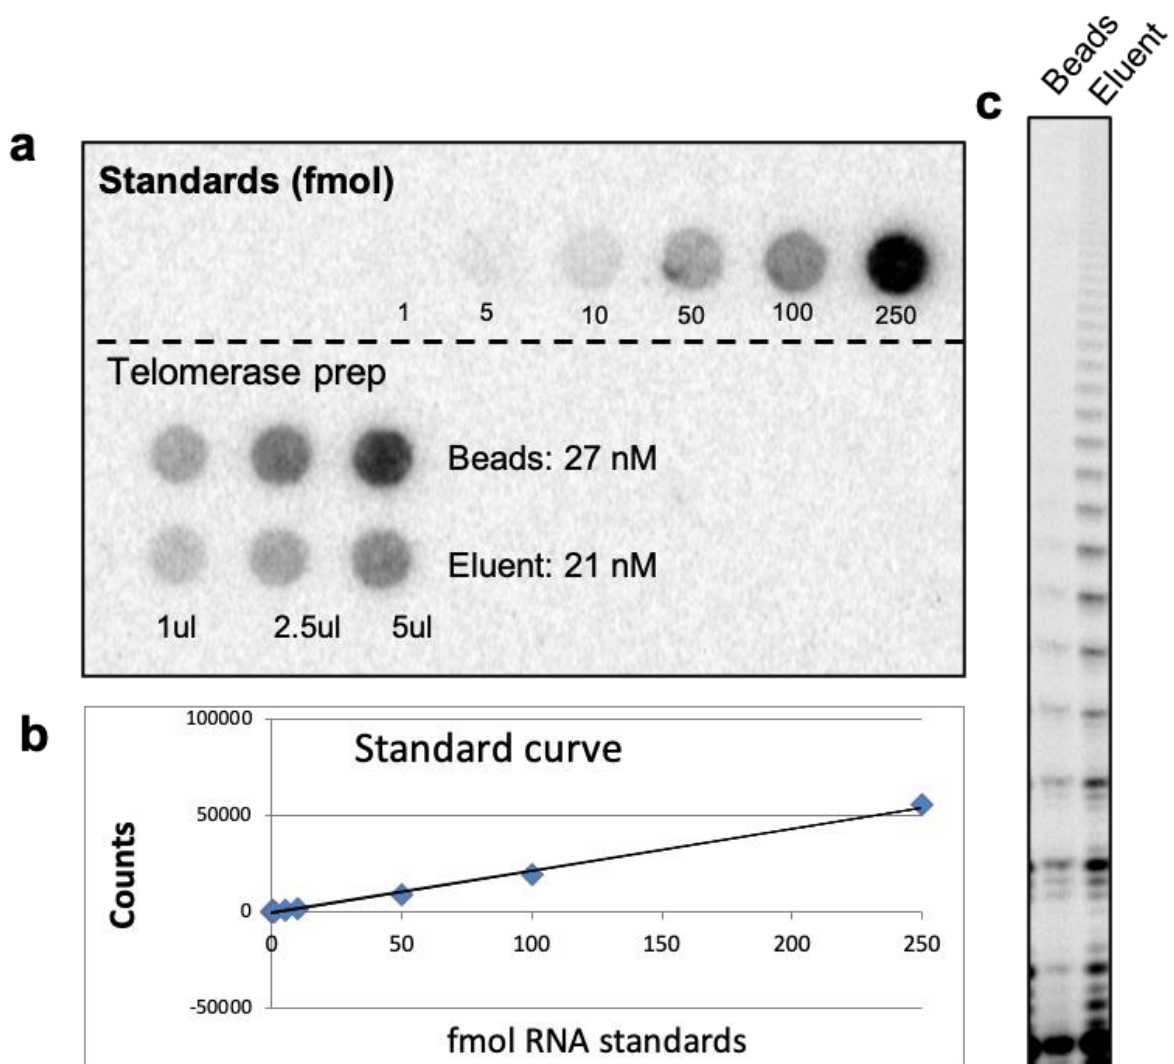 a
Standards (fmol)
1 5 10 50 100 250
Telomerase prep
Beads: 27 nM
Eluent: 21 nM
1ul 2.5ul 5ul
b
Standard curve
Counts
100000
50000
0
-50000
0 50 100 150 200 250
fmol RNA standards
c
Beads
Eluent